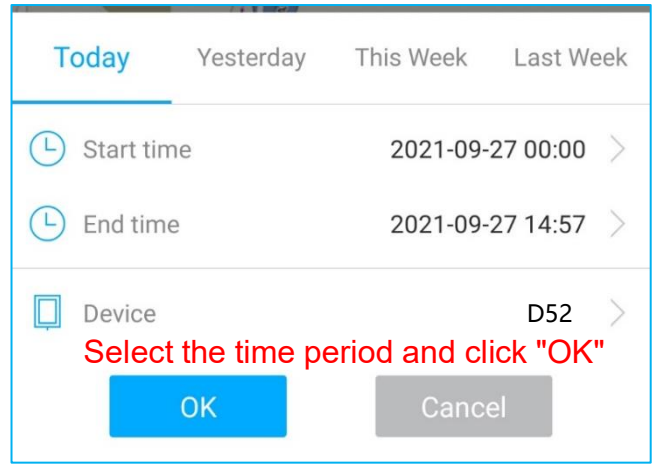 Today Yesterday This Week Last Week
Start time 2021-09-27 00:00
End time 2021-09-27 14:57
Device D52
Select the time period and click "OK"
OK Cancel